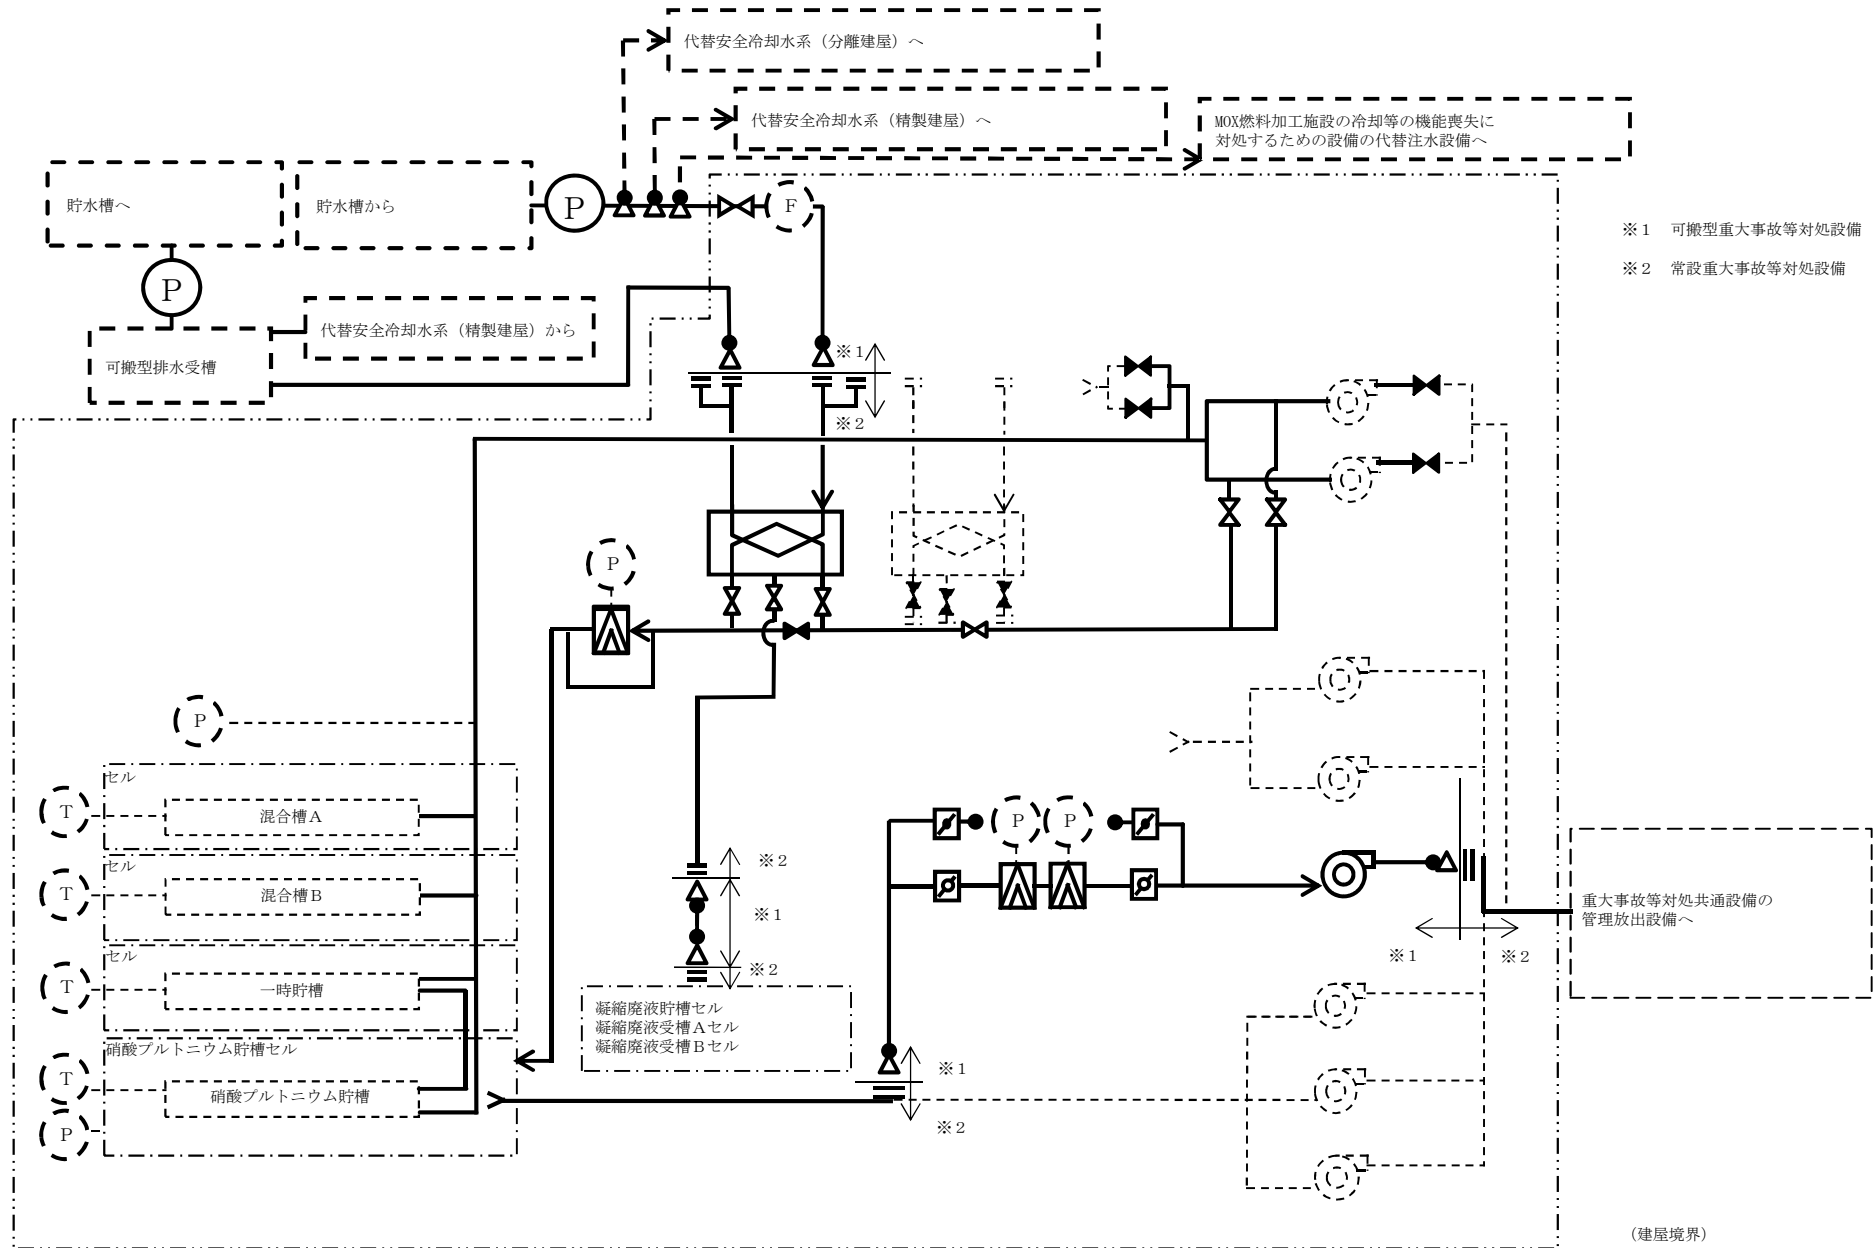 代替安全冷却水系（分離建屋）へ
代替安全冷却水系（精製建屋）へ
MOX燃料加工施設の冷却等の機能喪失に
対処するための設備の代替注水設備へ
貯水槽へ
貯水槽から
P
F
※１　可搬型重大事故等対処設備
※２　常設重大事故等対処設備
P
代替安全冷却水系（精製建屋）から
可搬型排水受槽
※１
※２
P
P
セル
T
混合槽Ａ
セル
T
混合槽Ｂ
セル
T
一時貯槽
硝酸プルトニウム貯槽セル
T
硝酸プルトニウム貯槽
P
※２
※１
※２
凝縮廃液貯槽セル
凝縮廃液受槽Ａセル
凝縮廃液受槽Ｂセル
P
P
※１
※２
※１
※２
重大事故等対処共通設備の
管理放出設備へ
（建屋境界）